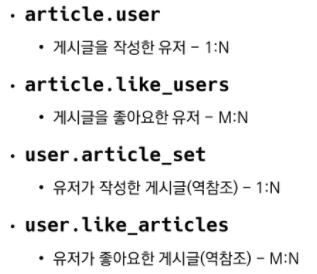 • article.user
• 게시글을 작성한 유저 – 1:N
• article.like_users
• 게시글을 좋아요한 유저 – M:N
• user.article_set
• 유저가 작성한 게시글(역참조) – 1:N
• user.like_articles
• 유저가 좋아요한 게시글(역참조) – M:N